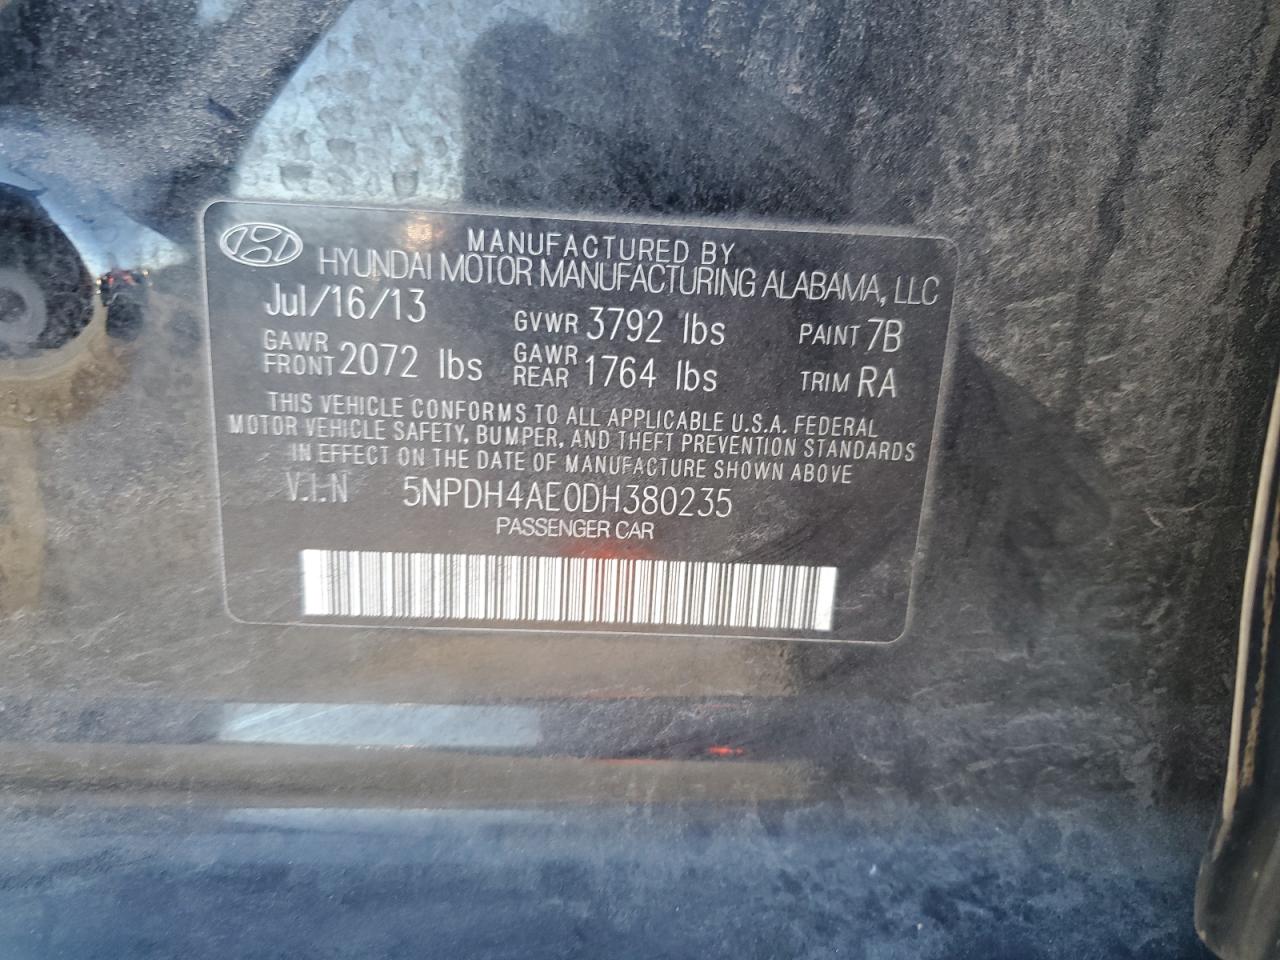 MANUFACTURED BY
HYUNDAI MOTOR MANUFACTURING ALABAMA, LLC
Jul/16/13 GVWR 3792 lbs PAINT 7B
GAWR FRONT 2072 lbs GAWR REAR 1764 lbs TRIM RA
THIS VEHICLE CONFORMS TO ALL APPLICABLE U.S.A. FEDERAL
MOTOR VEHICLE SAFETY, BUMPER, AND THEFT PREVENTION STANDARDS
IN EFFECT ON THE DATE OF MANUFACTURE SHOWN ABOVE
V.I.N 5NPDH4AE0DH380235
PASSENGER CAR